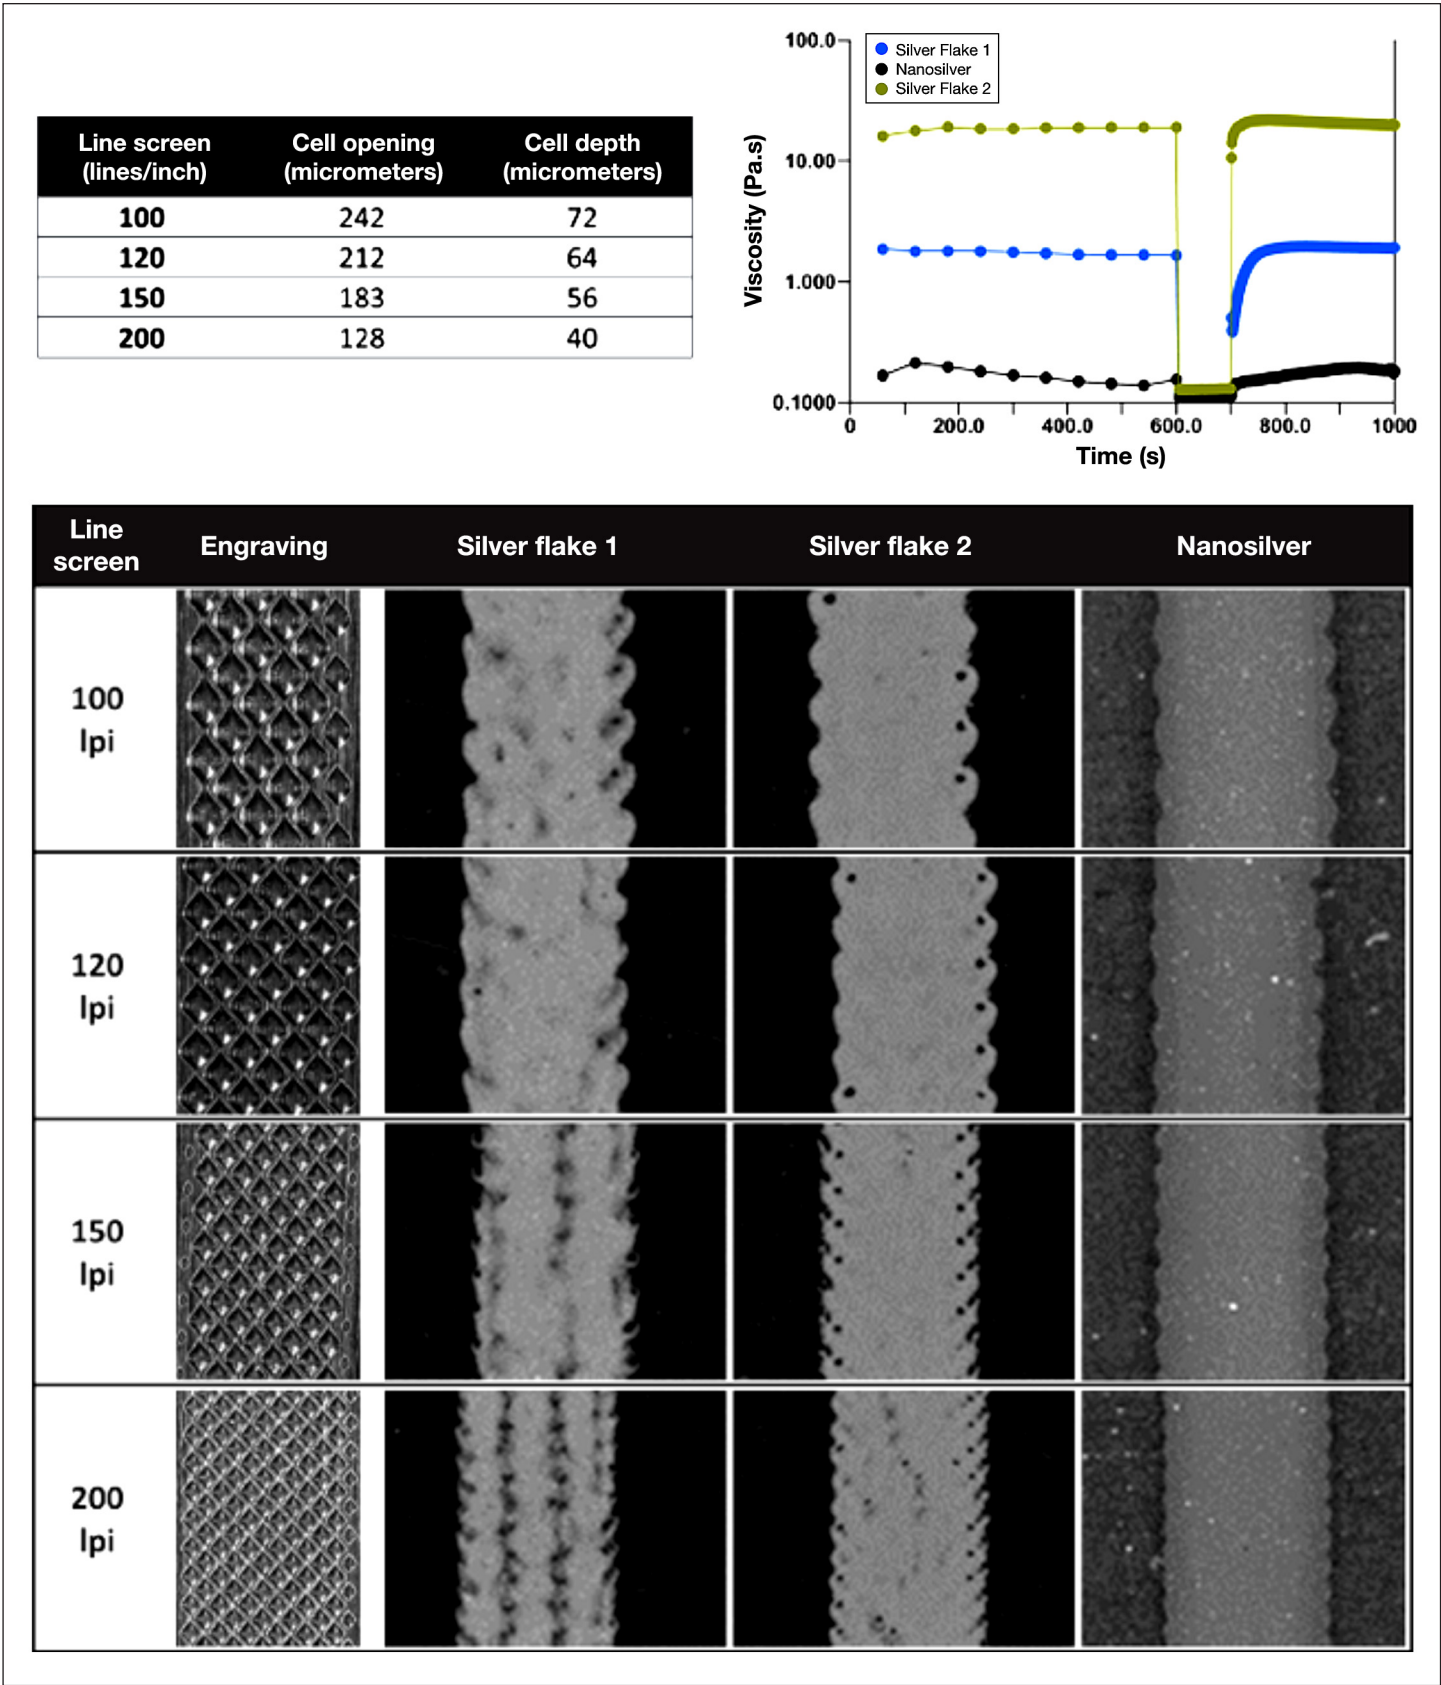 Line screen Cell opening Cell depth
(lines/inch) (micrometers) (micrometers)
100 242 72
120 212 64
150 183 56
200 128 40
Viscosity (Pa.s)
100.0
10.00
1.000
0.1000
Silver Flake 1
Nanosilver
Silver Flake 2
0 200.0 400.0 600.0 800.0 1000
Time (s)
Line
screen
Engraving Silver flake 1 Silver flake 2 Nanosilver
100
lpi
120
lpi
150
lpi
200
lpi